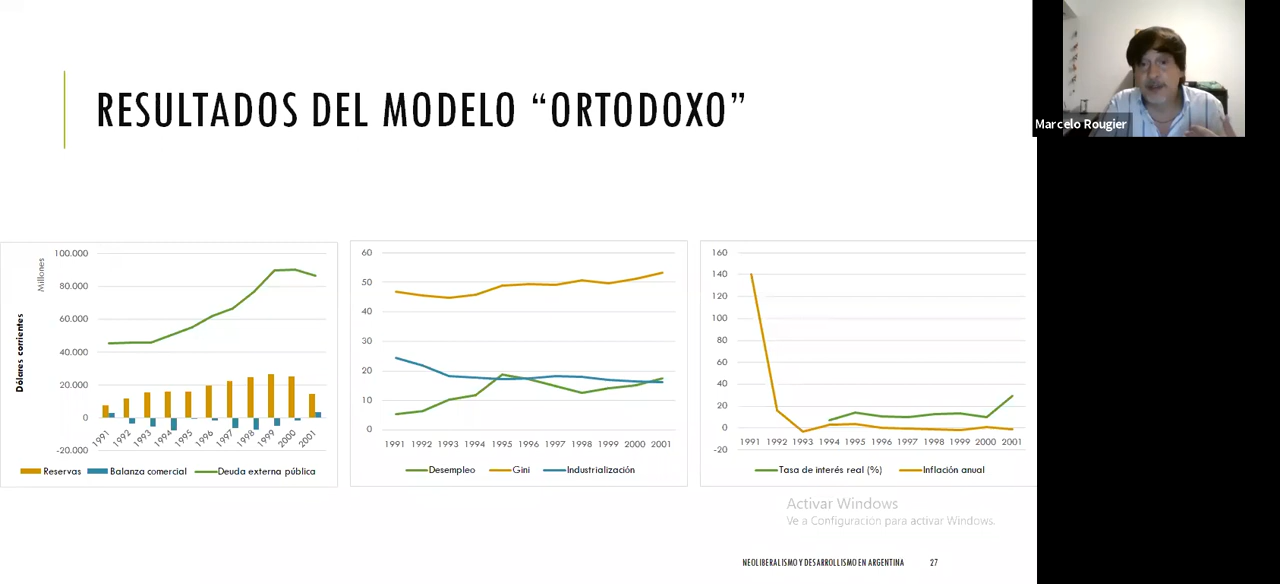 RESULTADOS DEL MODELO “ORTODOXO”
Marcelo Rougier
Dólares corrientes
Millones
100.000
80.000
60.000
40.000
20.000
0
-20.000
1991 1992 1993 1994 1995 1996 1997 1998 1999 2000 2001
Reservas Balanza comercial Deuda externa pública
60
50
40
30
20
10
0
1991 1992 1993 1994 1995 1996 1997 1998 1999 2000 2001
Desempleo Gini Industrialización
160
140
120
100
80
60
40
20
0
-20
1991 1992 1993 1994 1995 1996 1997 1998 1999 2000 2001
Tasa de interés real (%) Inflación anual
Activar Windows
Ve a Configuración para activar Windows.
NEOLIBERALISMO Y DESARROLLISMO EN ARGENTINA 27